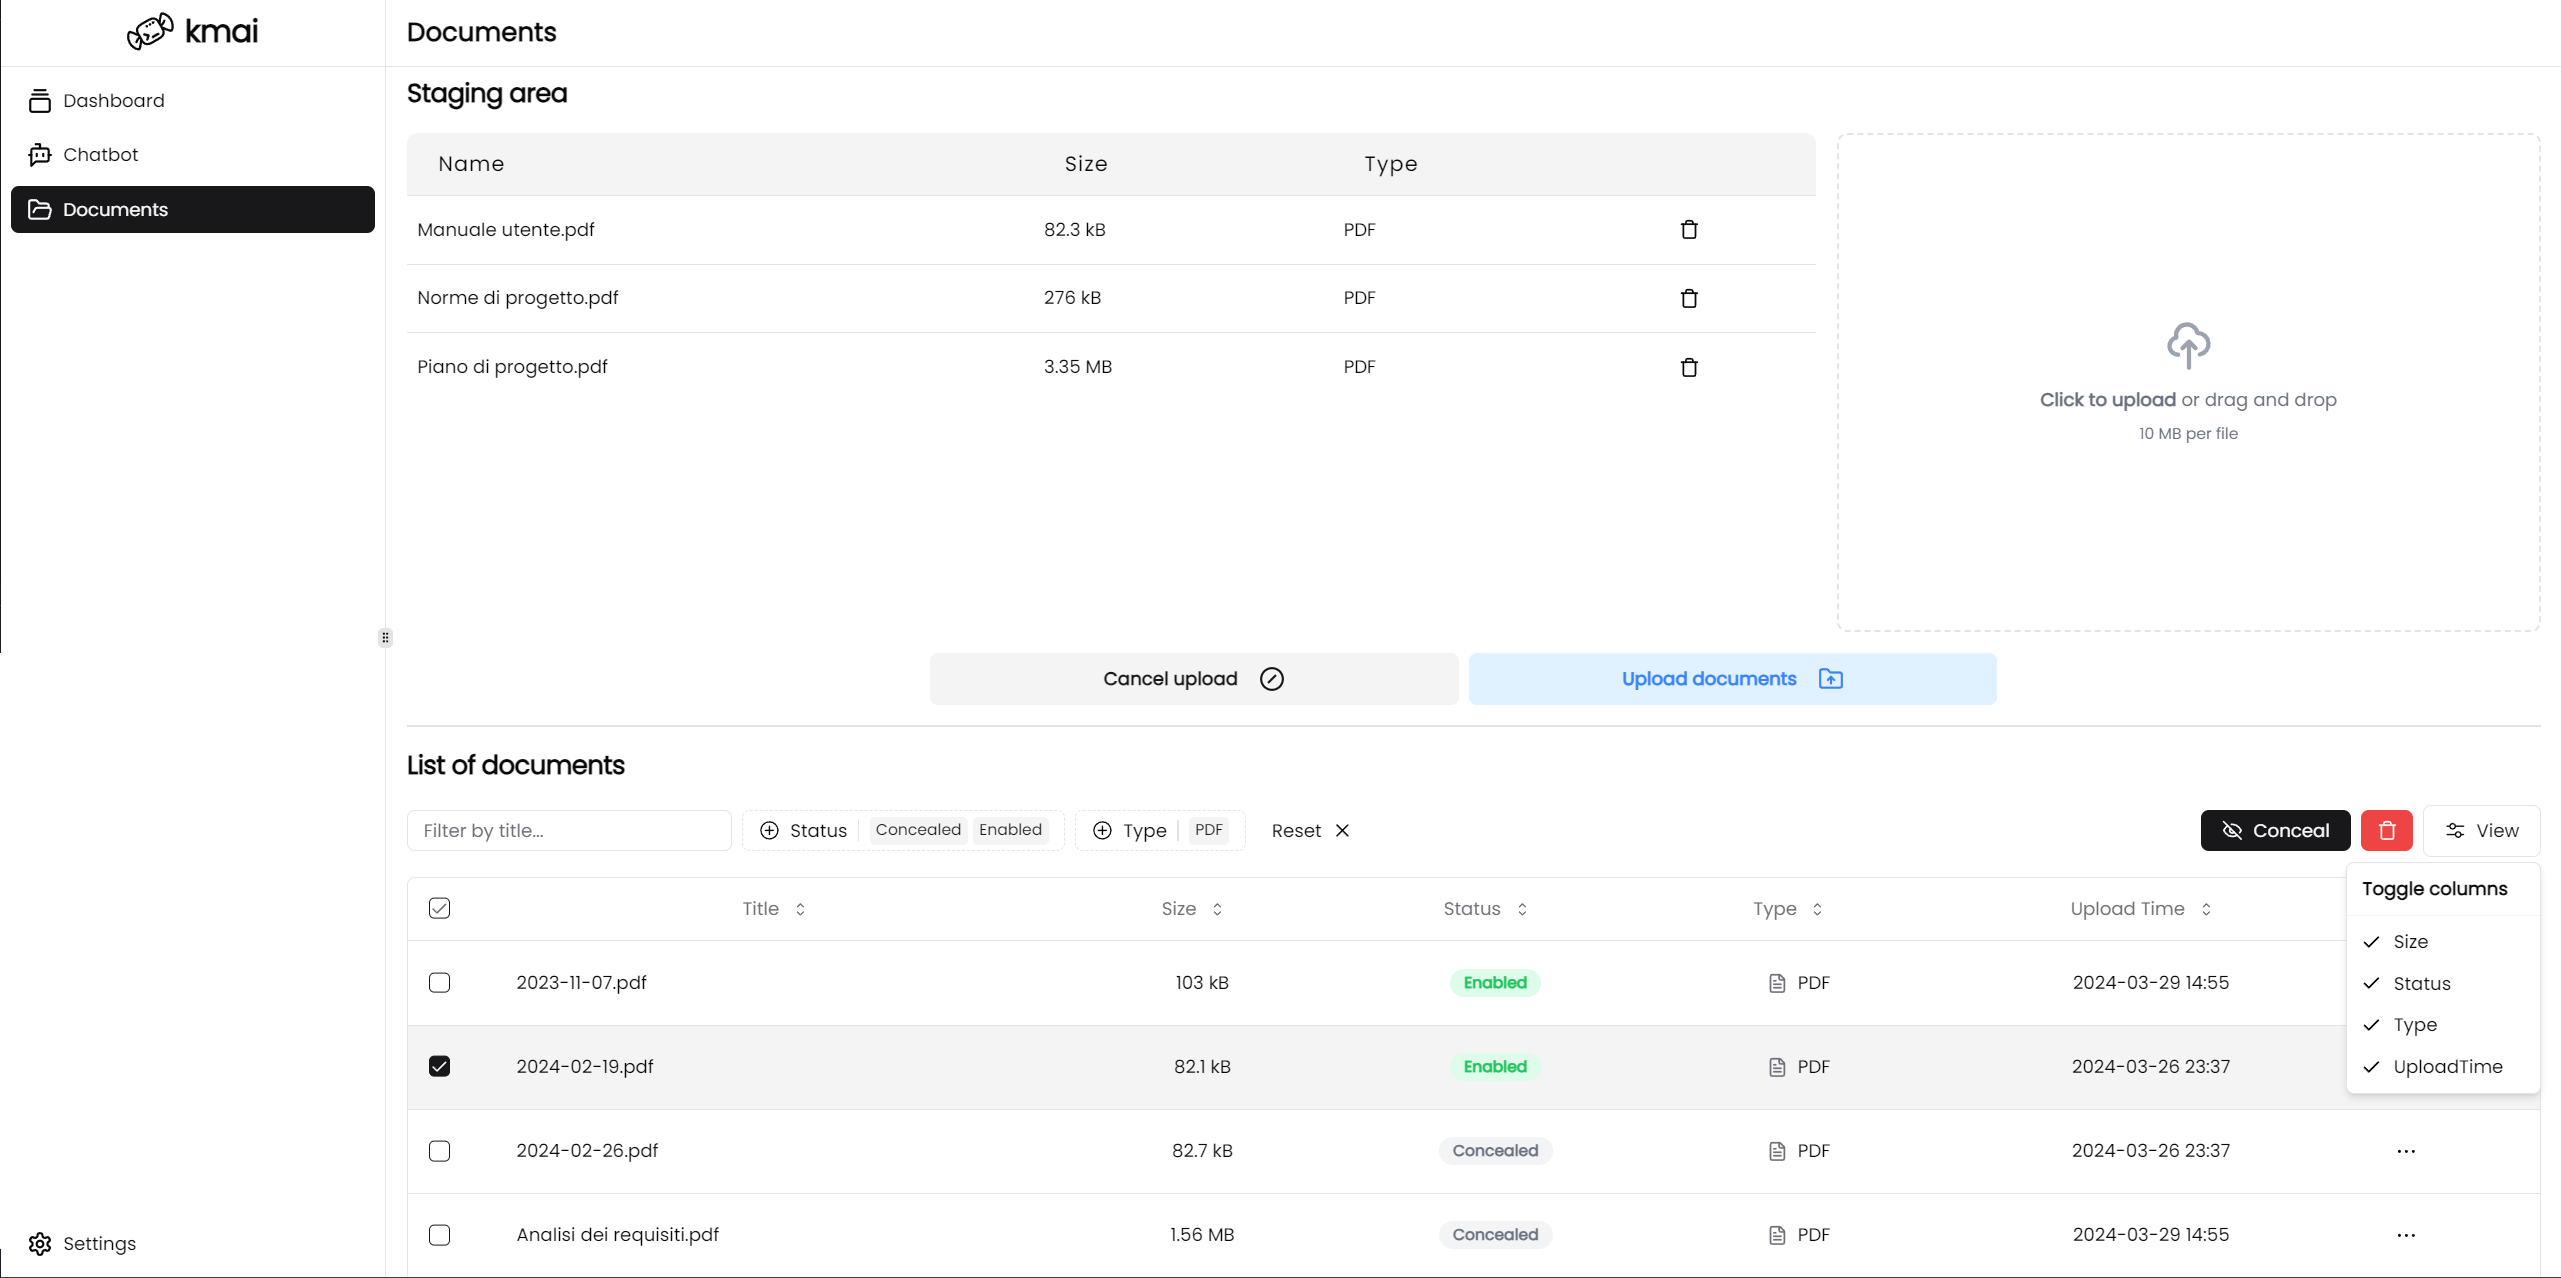 kmai
Documents
Dashboard
Chatbot
Documents
Settings
Staging area
Name Size Type
Manuale utente.pdf 82.3 kB PDF
Norme di progetto.pdf 276 kB PDF
Piano di progetto.pdf 3.35 MB PDF
Click to upload or drag and drop
10 MB per file
Cancel upload
Upload documents
List of documents
Filter by title... Status Concealed Enabled Type PDF Reset Conceal View
Title Size Status Type Upload Time
2023-11-07.pdf 103 kB Enabled PDF 2024-03-29 14:55
2024-02-19.pdf 82.1 kB Enabled PDF 2024-03-26 23:37
2024-02-26.pdf 82.7 kB Concealed PDF 2024-03-26 23:37 ...
Analisi dei requisiti.pdf 1.56 MB Concealed PDF 2024-03-29 14:55 ...
Toggle columns
Size
Status
Type
UploadTime